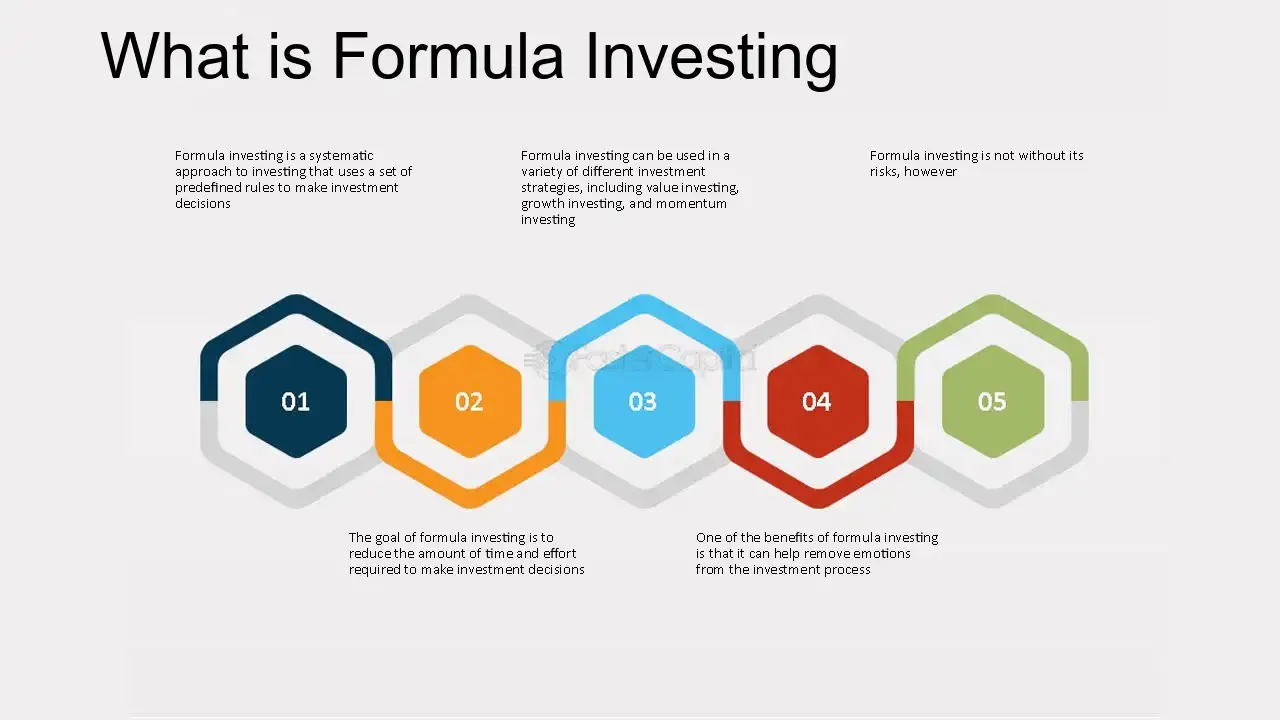 What is Formula Investing
Formula investing is a systematic
approach to investing that uses a set of
predefined rules to make investment
decisions
Formula investing can be used in a
variety of different investment
strategies, including value investing,
growth investing, and momentum
investing
Formula investing is not without its
risks, however
01
02
03
04
05
The goal of formula investing is to
reduce the amount of time and effort
required to make investment decisions
One of the benefits of formula investing
is that it can help remove emotions
from the investment process